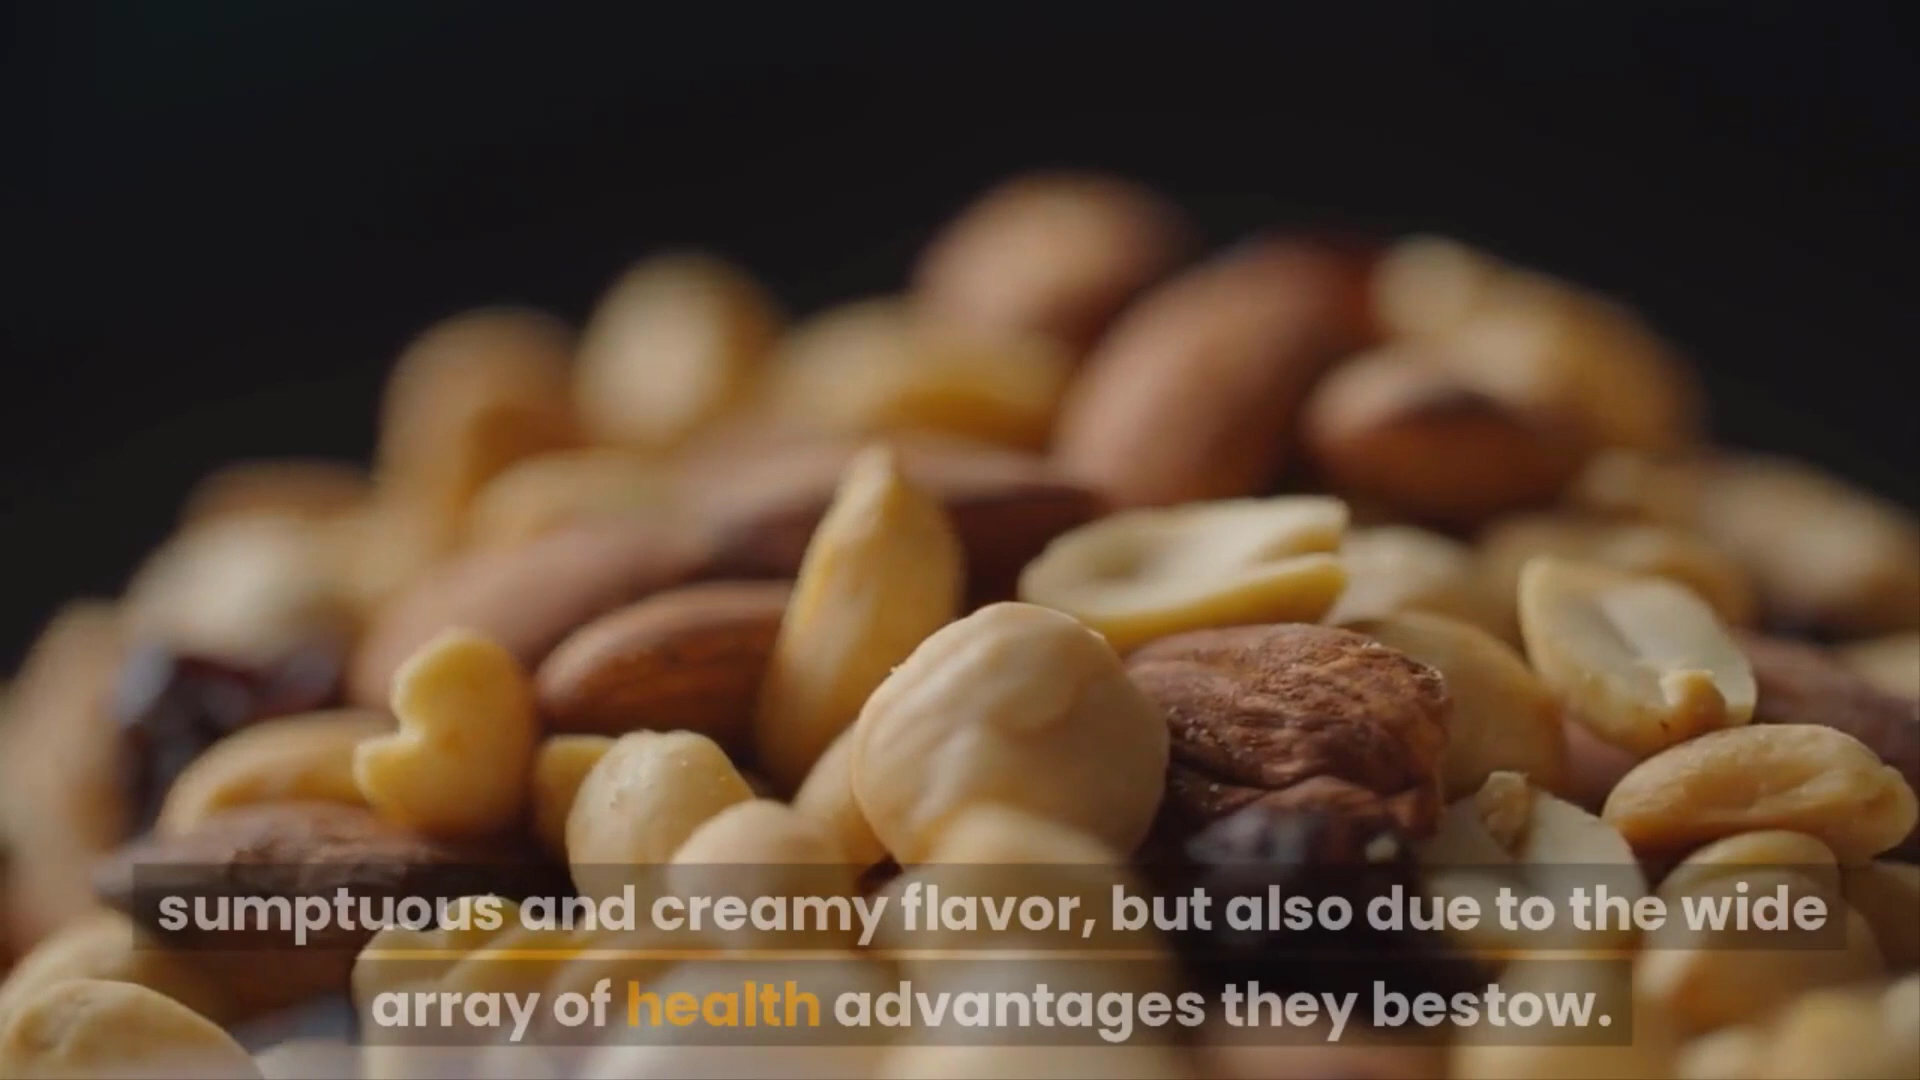 sumptuous and creamy flavor, but also due to the wide
array of health advantages they bestow.